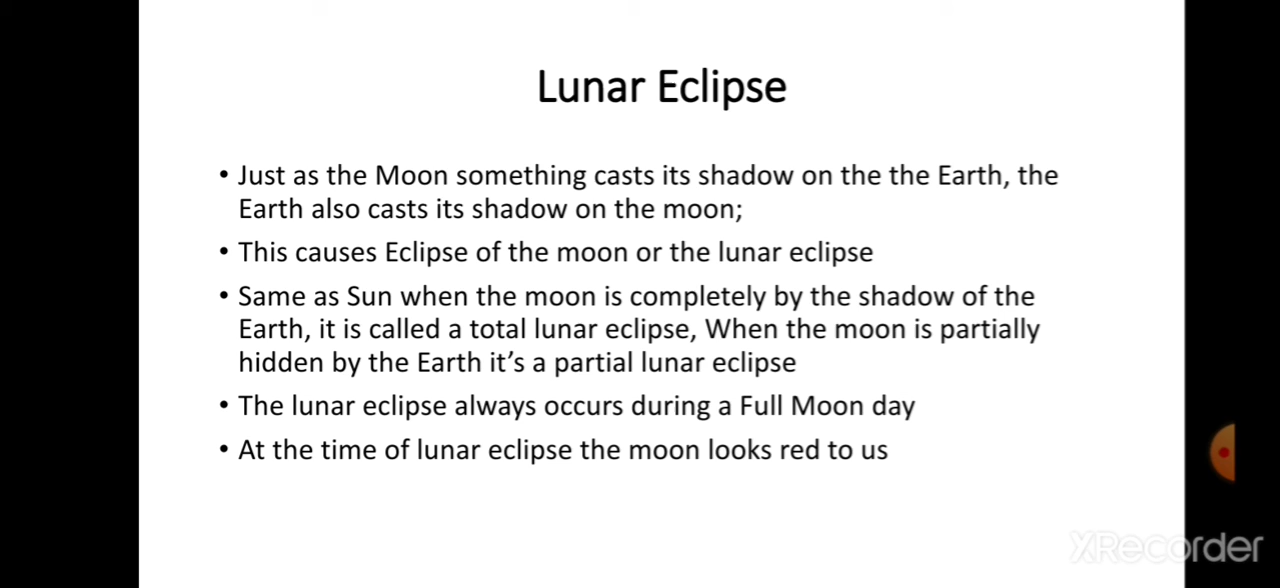 Lunar Eclipse
• Just as the Moon something casts its shadow on the the Earth, the
Earth also casts its shadow on the moon;
• This causes Eclipse of the moon or the lunar eclipse
• Same as Sun when the moon is completely by the shadow of the
Earth, it is called a total lunar eclipse, When the moon is partially
hidden by the Earth it's a partial lunar eclipse
• The lunar eclipse always occurs during a Full Moon day
• At the time of lunar eclipse the moon looks red to us
XRecorder